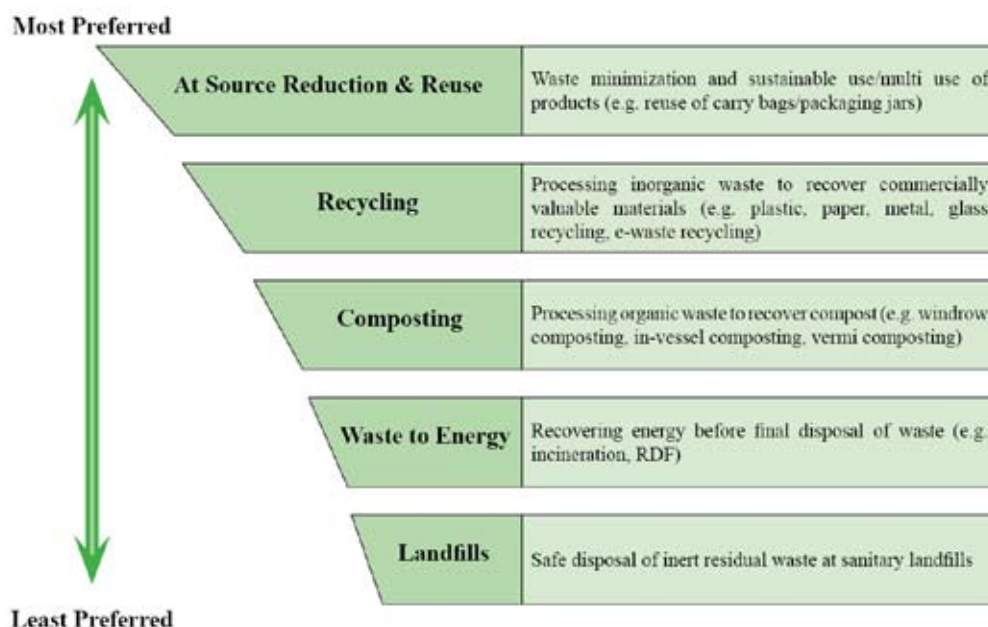 Most Preferred
At Source Reduction & Reuse
Waste minimization and sustainable use/multi use of
products (e.g. reuse of carry bags/packaging jars)
Recycling
Processing inorganic waste to recover commercially
valuable materials (e.g. plastic, paper, metal, glass
recycling, e-waste recycling)
Composting
Processing organic waste to recover compost (e.g. windrow
composting, in-vessel composting, vermi composting)
Waste to Energy
Recovering energy before final disposal of waste (e.g.
incineration, RDF)
Landfills
Safe disposal of inert residual waste at sanitary landfills
Least Preferred